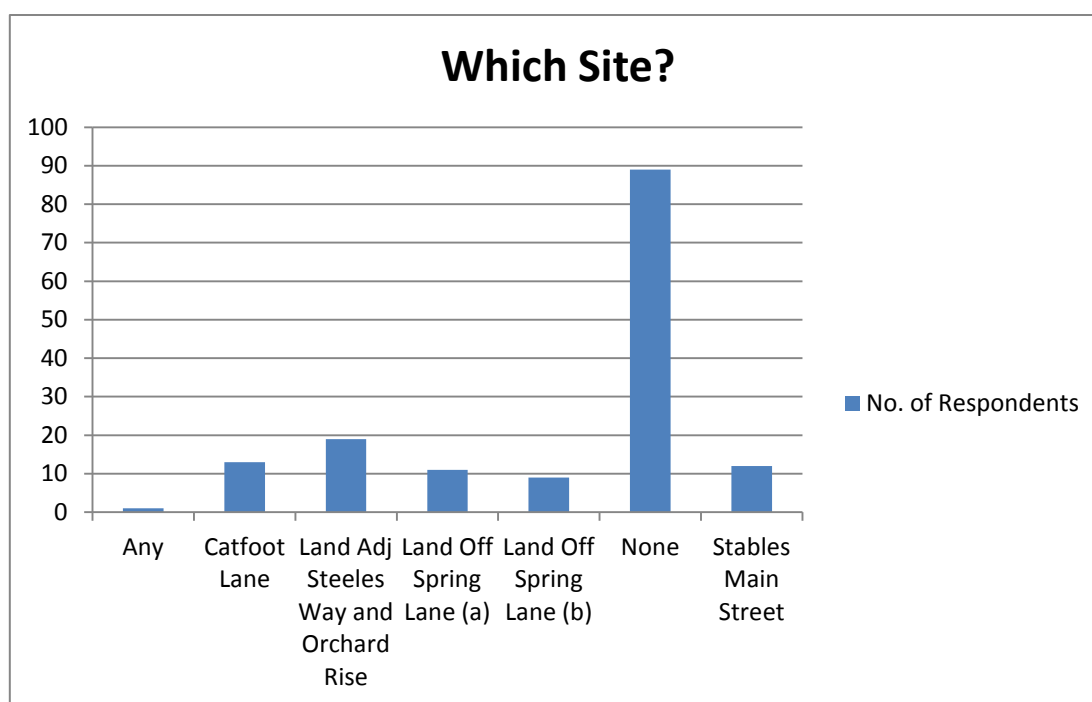 Which Site?
100
90
80
70
60
50
40
30
20
10
0
Any
Catfoot
Lane
Land Adj
Steeles
Way and
Orchard
Rise
Land Off
Spring
Lane (a)
Land Off
Spring
Lane (b)
None
Stables
Main
Street
No. of Respondents